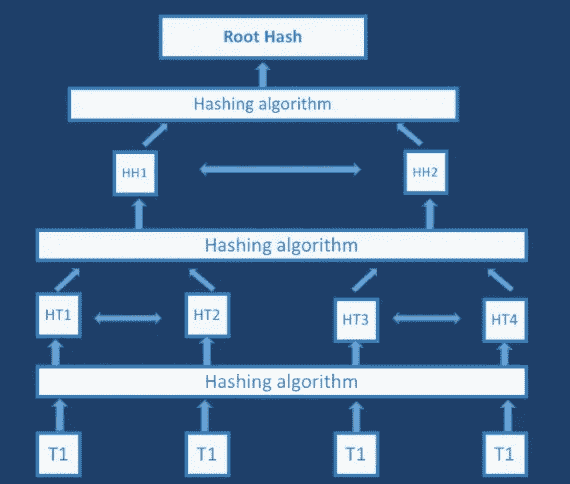 Root Hash
Hashing algorithm
HH1
HH2
Hashing algorithm
HT1
HT2
HT3
HT4
Hashing algorithm
T1
T1
T1
T1